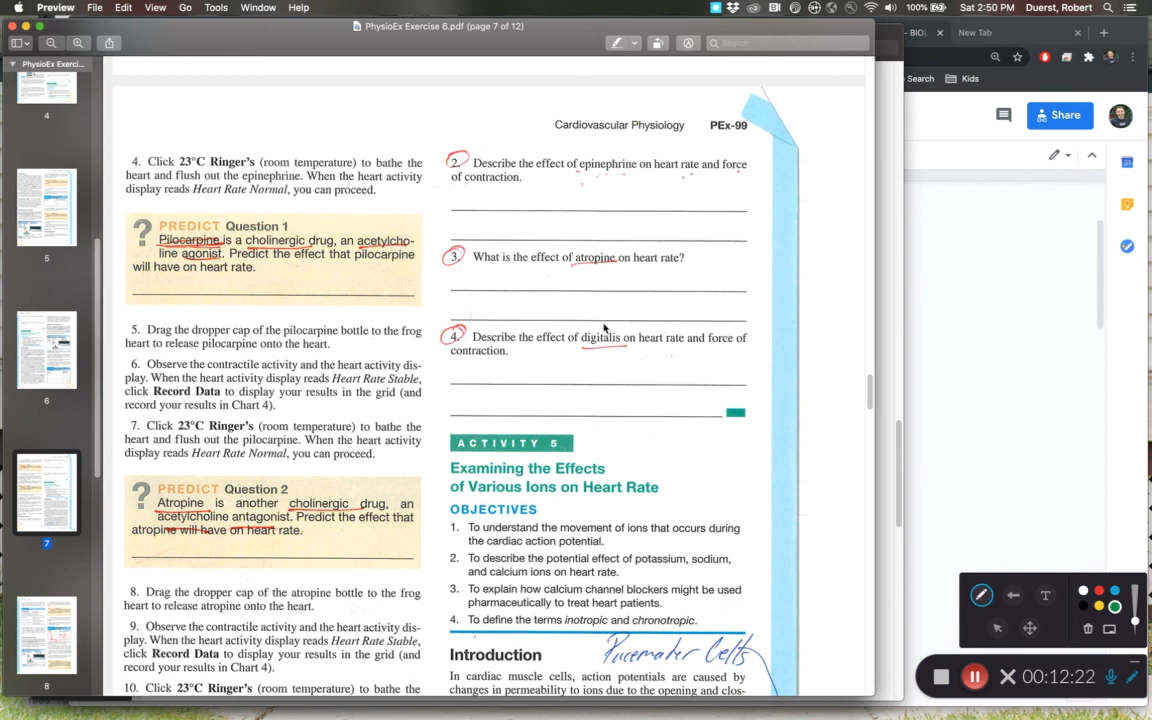 Preview File Edit View Go Tools Window Help
100% Sat 2:50 PM Duerst, Robert
PhysioEx Exercise 6.pdf (page 7 of 12)
Search
PhysioEx Exerci...
4
5
6
7
8
- BIOL
New Tab
Search Kids
Share
Cardiovascular Physiology PEx-99
4. Click 23°C Ringer's (room temperature) to bathe the
heart and flush out the epinephrine. When the heart activity
display reads Heart Rate Normal, you can proceed.
? PREDICT Question 1
Pilocarpine is a cholinergic drug, an acetylcho-
line agonist. Predict the effect that pilocarpine
will have on heart rate.
5. Drag the dropper cap of the pilocarpine bottle to the frog
heart to release pilocarpine onto the heart.
6. Observe the contractile activity and the heart activity dis-
play. When the heart activity display reads Heart Rate Stable,
click Record Data to display your results in the grid (and
record your results in Chart 4).
7. Click 23°C Ringer's (room temperature) to bathe the
heart and flush out the pilocarpine. When the heart activity
display reads Heart Rate Normal, you can proceed.
? PREDICT Question 2
Atropine is another cholinergic drug, an
acetylcholine antagonist. Predict the effect that
atropine will have on heart rate.
8. Drag the dropper cap of the atropine bottle to the frog
heart to release atropine onto the heart.
9. Observe the contractile activity and the heart activity dis-
play. When the heart activity display reads Heart Rate Stable,
click Record Data to display your results in the grid (and
record your results in Chart 4).
10. Click 23°C Ringer's (room temperature) to bathe the
2. Describe the effect of epinephrine on heart rate and force
of contraction.
3. What is the effect of atropine on heart rate?
4. Describe the effect of digitalis on heart rate and force of
contraction.
ACTIVITY 5
Examining the Effects
of Various Ions on Heart Rate
OBJECTIVES
1. To understand the movement of ions that occurs during
the cardiac action potential.
2. To describe the potential effect of potassium, sodium,
and calcium ions on heart rate.
3. To explain how calcium channel blockers might be used
pharmaceutically to treat heart patients.
4. To define the terms inotropic and chronotropic.
Introduction
Pacemaker Cells
In cardiac muscle cells, action potentials are caused by
changes in permeability to ions due to the opening and clos-
T
00:12:22